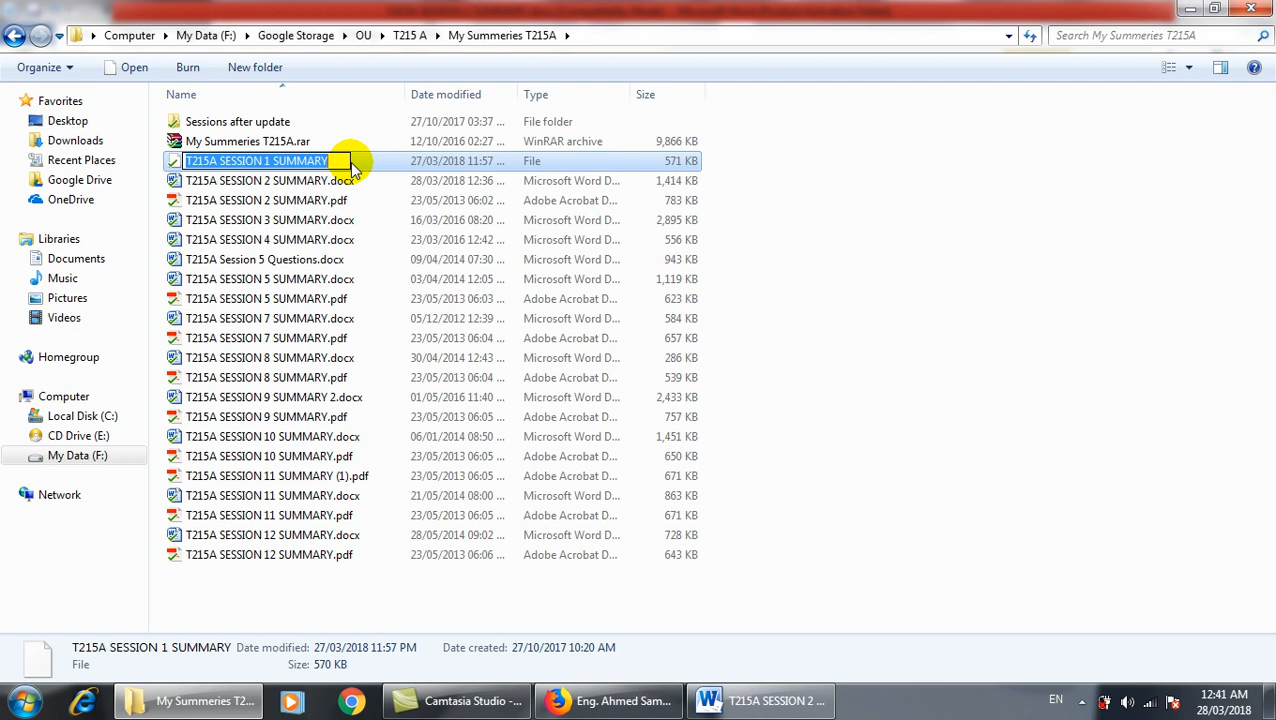 Computer ▸ My Data (F:) ▸ Google Storage ▸ OU ▸ T215 A ▸ My Summeries T215A ▸
Search My Summeries T215A
Organize ▾ Open Burn New folder
Name Date modified Type Size
Favorites
Desktop
Downloads
Recent Places
Google Drive
OneDrive
Libraries
Documents
Music
Pictures
Videos
Homegroup
Computer
Local Disk (C:)
CD Drive (E:)
My Data (F:)
Network
Sessions after update 27/10/2017 03:37 ... File folder
My Summeries T215A.rar 12/10/2016 02:27 ... WinRAR archive 9,866 KB
T215A SESSION 1 SUMMARY 27/03/2018 11:57 ... File 571 KB
T215A SESSION 2 SUMMARY.docx 28/03/2018 12:36 ... Microsoft Word D... 1,414 KB
T215A SESSION 2 SUMMARY.pdf 23/05/2013 06:02 ... Adobe Acrobat D... 783 KB
T215A SESSION 3 SUMMARY.docx 16/03/2016 08:20 ... Microsoft Word D... 2,895 KB
T215A SESSION 4 SUMMARY.docx 23/03/2016 12:42 ... Microsoft Word D... 556 KB
T215A Session 5 Questions.docx 09/04/2014 07:30 ... Microsoft Word D... 943 KB
T215A SESSION 5 SUMMARY.docx 03/04/2014 12:05 ... Microsoft Word D... 1,119 KB
T215A SESSION 5 SUMMARY.pdf 23/05/2013 06:03 ... Adobe Acrobat D... 623 KB
T215A SESSION 7 SUMMARY.docx 05/12/2012 12:39 ... Microsoft Word D... 584 KB
T215A SESSION 7 SUMMARY.pdf 23/05/2013 06:04 ... Adobe Acrobat D... 657 KB
T215A SESSION 8 SUMMARY.docx 30/04/2014 12:43 ... Microsoft Word D... 286 KB
T215A SESSION 8 SUMMARY.pdf 23/05/2013 06:04 ... Adobe Acrobat D... 539 KB
T215A SESSION 9 SUMMARY 2.docx 01/05/2016 11:40 ... Microsoft Word D... 2,433 KB
T215A SESSION 9 SUMMARY.pdf 23/05/2013 06:05 ... Adobe Acrobat D... 757 KB
T215A SESSION 10 SUMMARY.docx 06/01/2014 08:50 ... Microsoft Word D... 1,451 KB
T215A SESSION 10 SUMMARY.pdf 23/05/2013 06:05 ... Adobe Acrobat D... 650 KB
T215A SESSION 11 SUMMARY (1).pdf 23/05/2013 06:05 ... Adobe Acrobat D... 671 KB
T215A SESSION 11 SUMMARY.docx 21/05/2014 08:00 ... Microsoft Word D... 863 KB
T215A SESSION 11 SUMMARY.pdf 23/05/2013 06:05 ... Adobe Acrobat D... 671 KB
T215A SESSION 12 SUMMARY.docx 28/05/2014 09:02 ... Microsoft Word D... 728 KB
T215A SESSION 12 SUMMARY.pdf 23/05/2013 06:06 ... Adobe Acrobat D... 643 KB
T215A SESSION 1 SUMMARY Date modified: 27/03/2018 11:57 PM Date created: 27/10/2017 10:20 AM
File Size: 570 KB
My Summeries T2... Camtasia Studio -... Eng. Ahmed Sam... T215A SESSION 2 ... EN 12:41 AM
28/03/2018